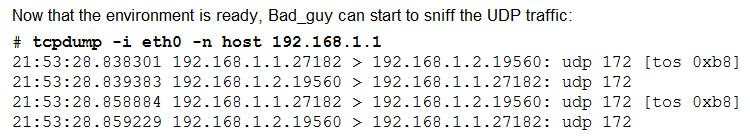 Now that the environment is ready, Bad_guy can start to sniff the UDP traffic:
# tcpdump -i eth0 -n host 192.168.1.1
21:53:28.838301 192.168.1.1.27182 > 192.168.1.2.19560: udp 172 [tos 0xb8]
21:53:28.839383 192.168.1.2.19560 > 192.168.1.1.27182: udp 172
21:53:28.858884 192.168.1.1.27182 > 192.168.1.2.19560: udp 172 [tos 0xb8]
21:53:28.859229 192.168.1.2.19560 > 192.168.1.1.27182: udp 172